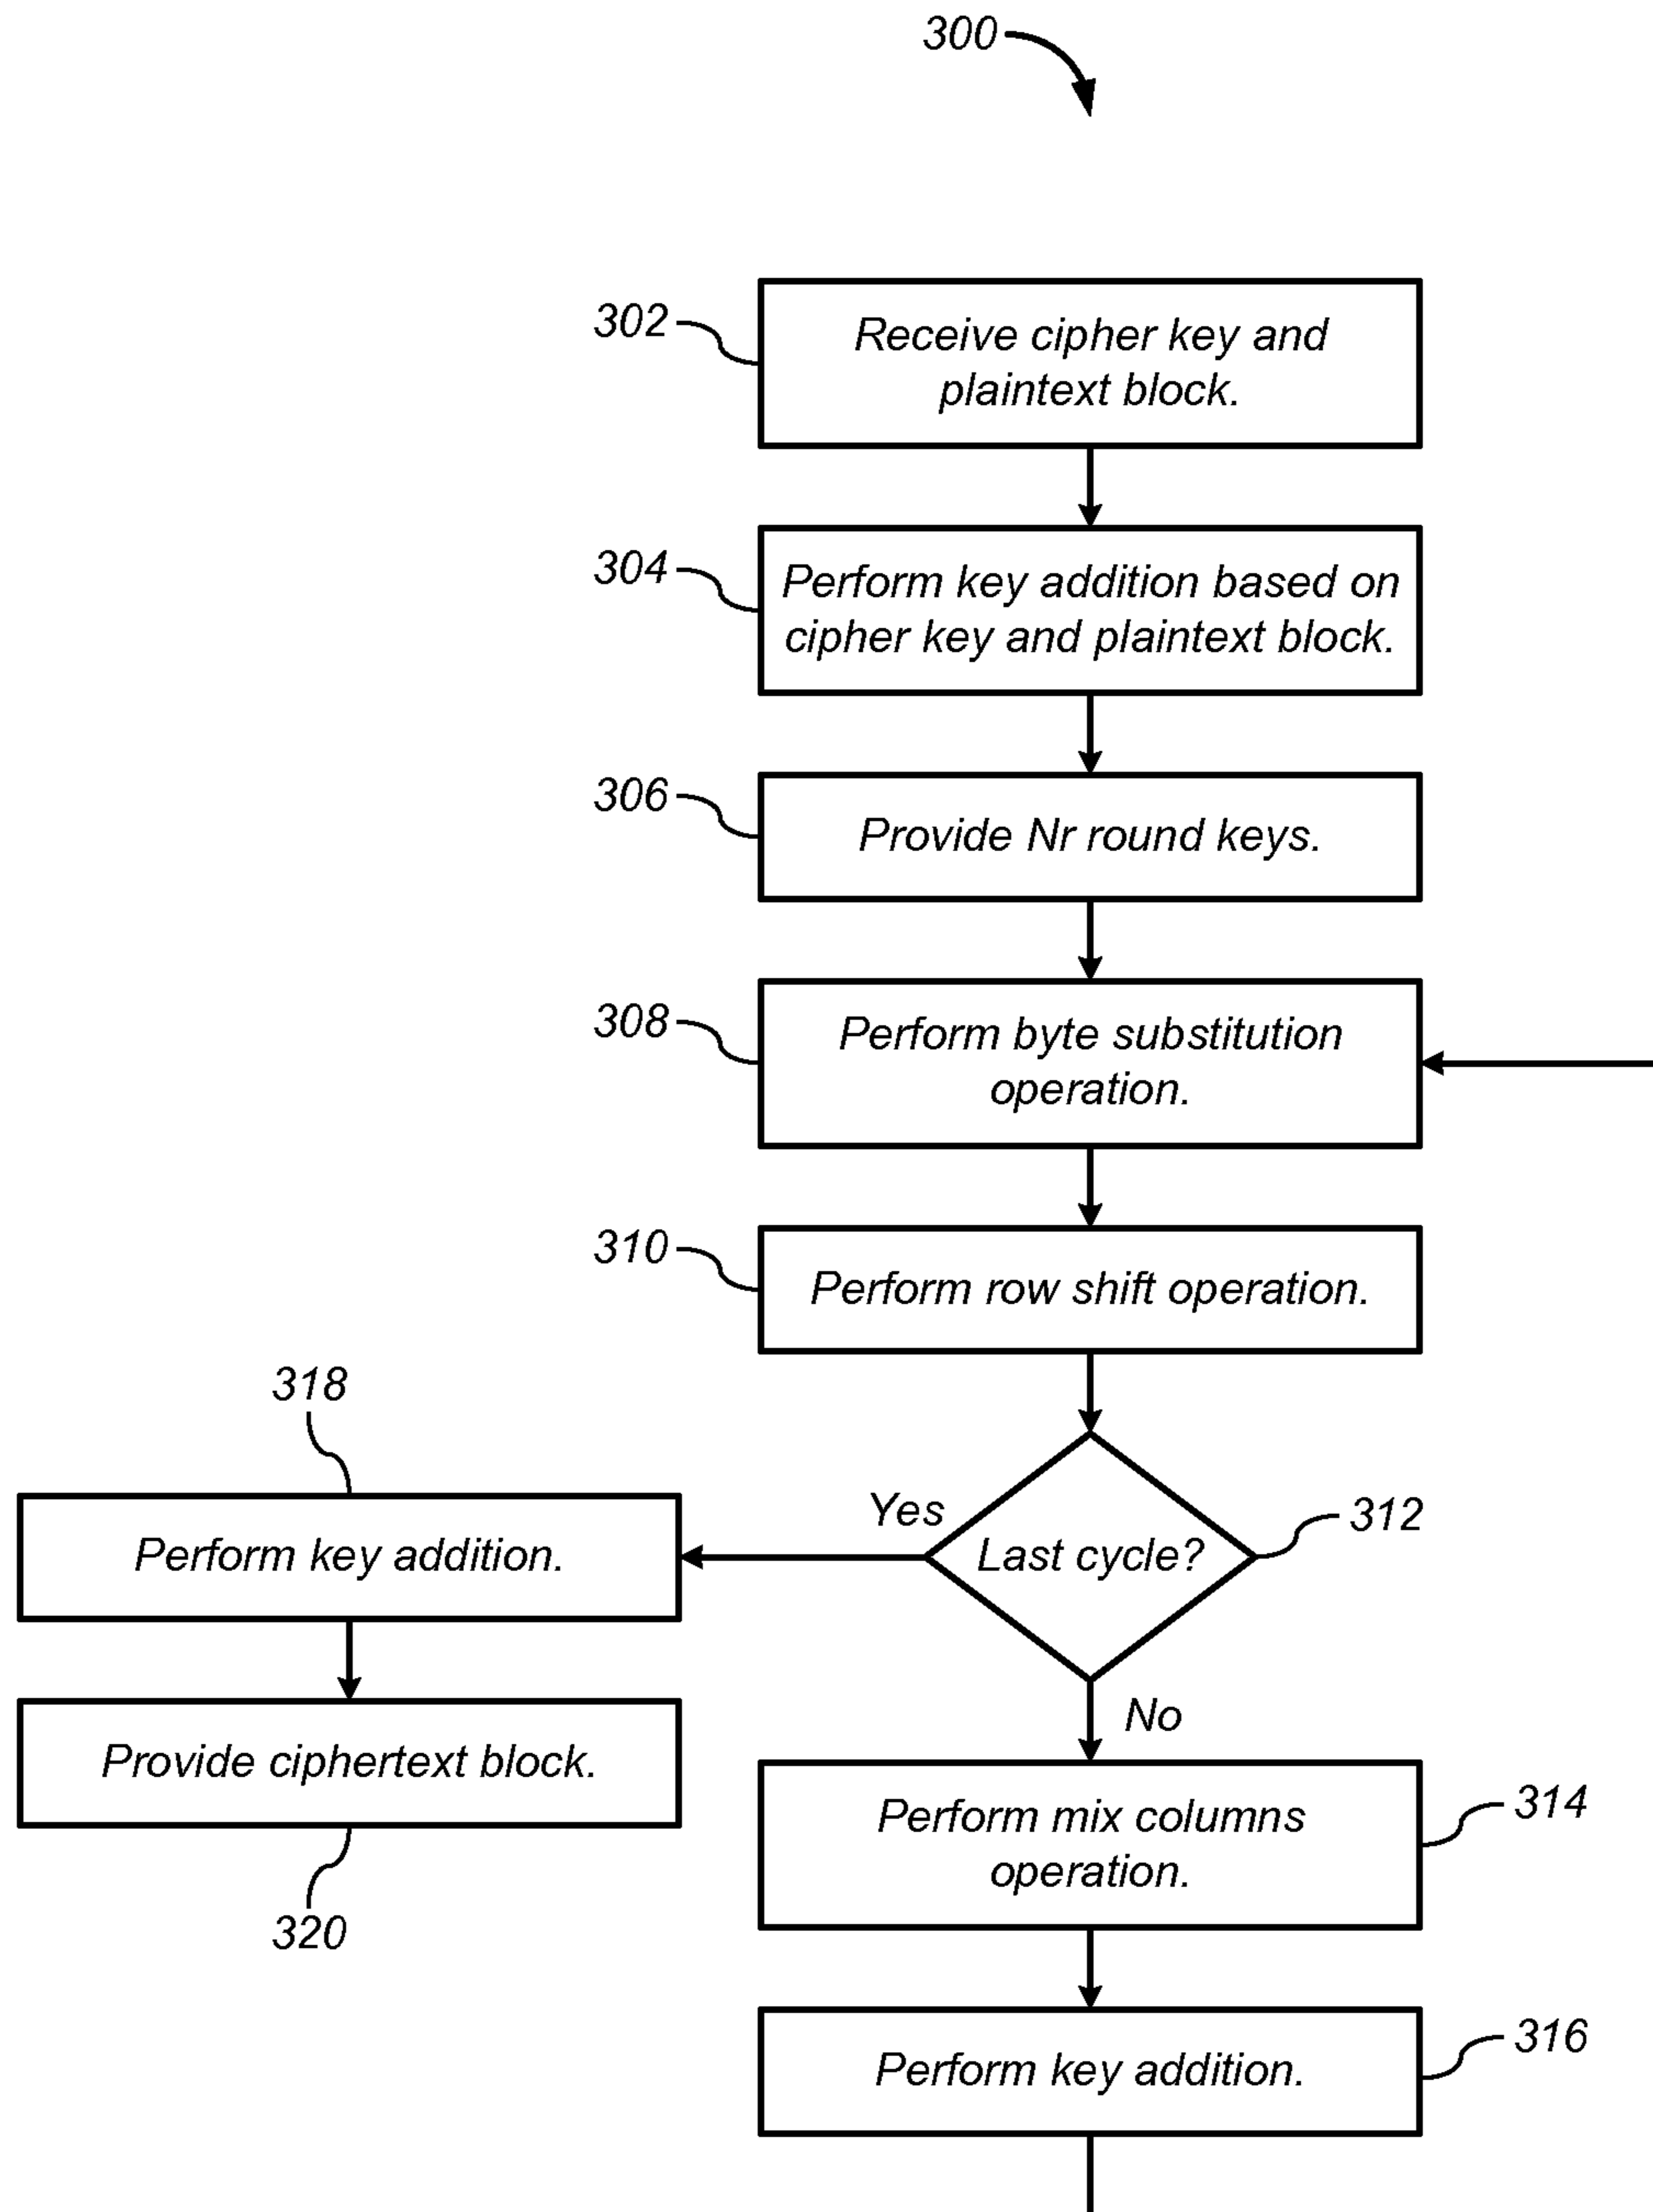 300
302
Receive cipher key and
plaintext block.
304
Perform key addition based on
cipher key and plaintext block.
306
Provide Nr round keys.
308
Perform byte substitution
operation.
310
Perform row shift operation.
318
Perform key addition.
Yes
Last cycle?
312
No
Provide ciphertext block.
320
Perform mix columns
operation.
314
Perform key addition.
316